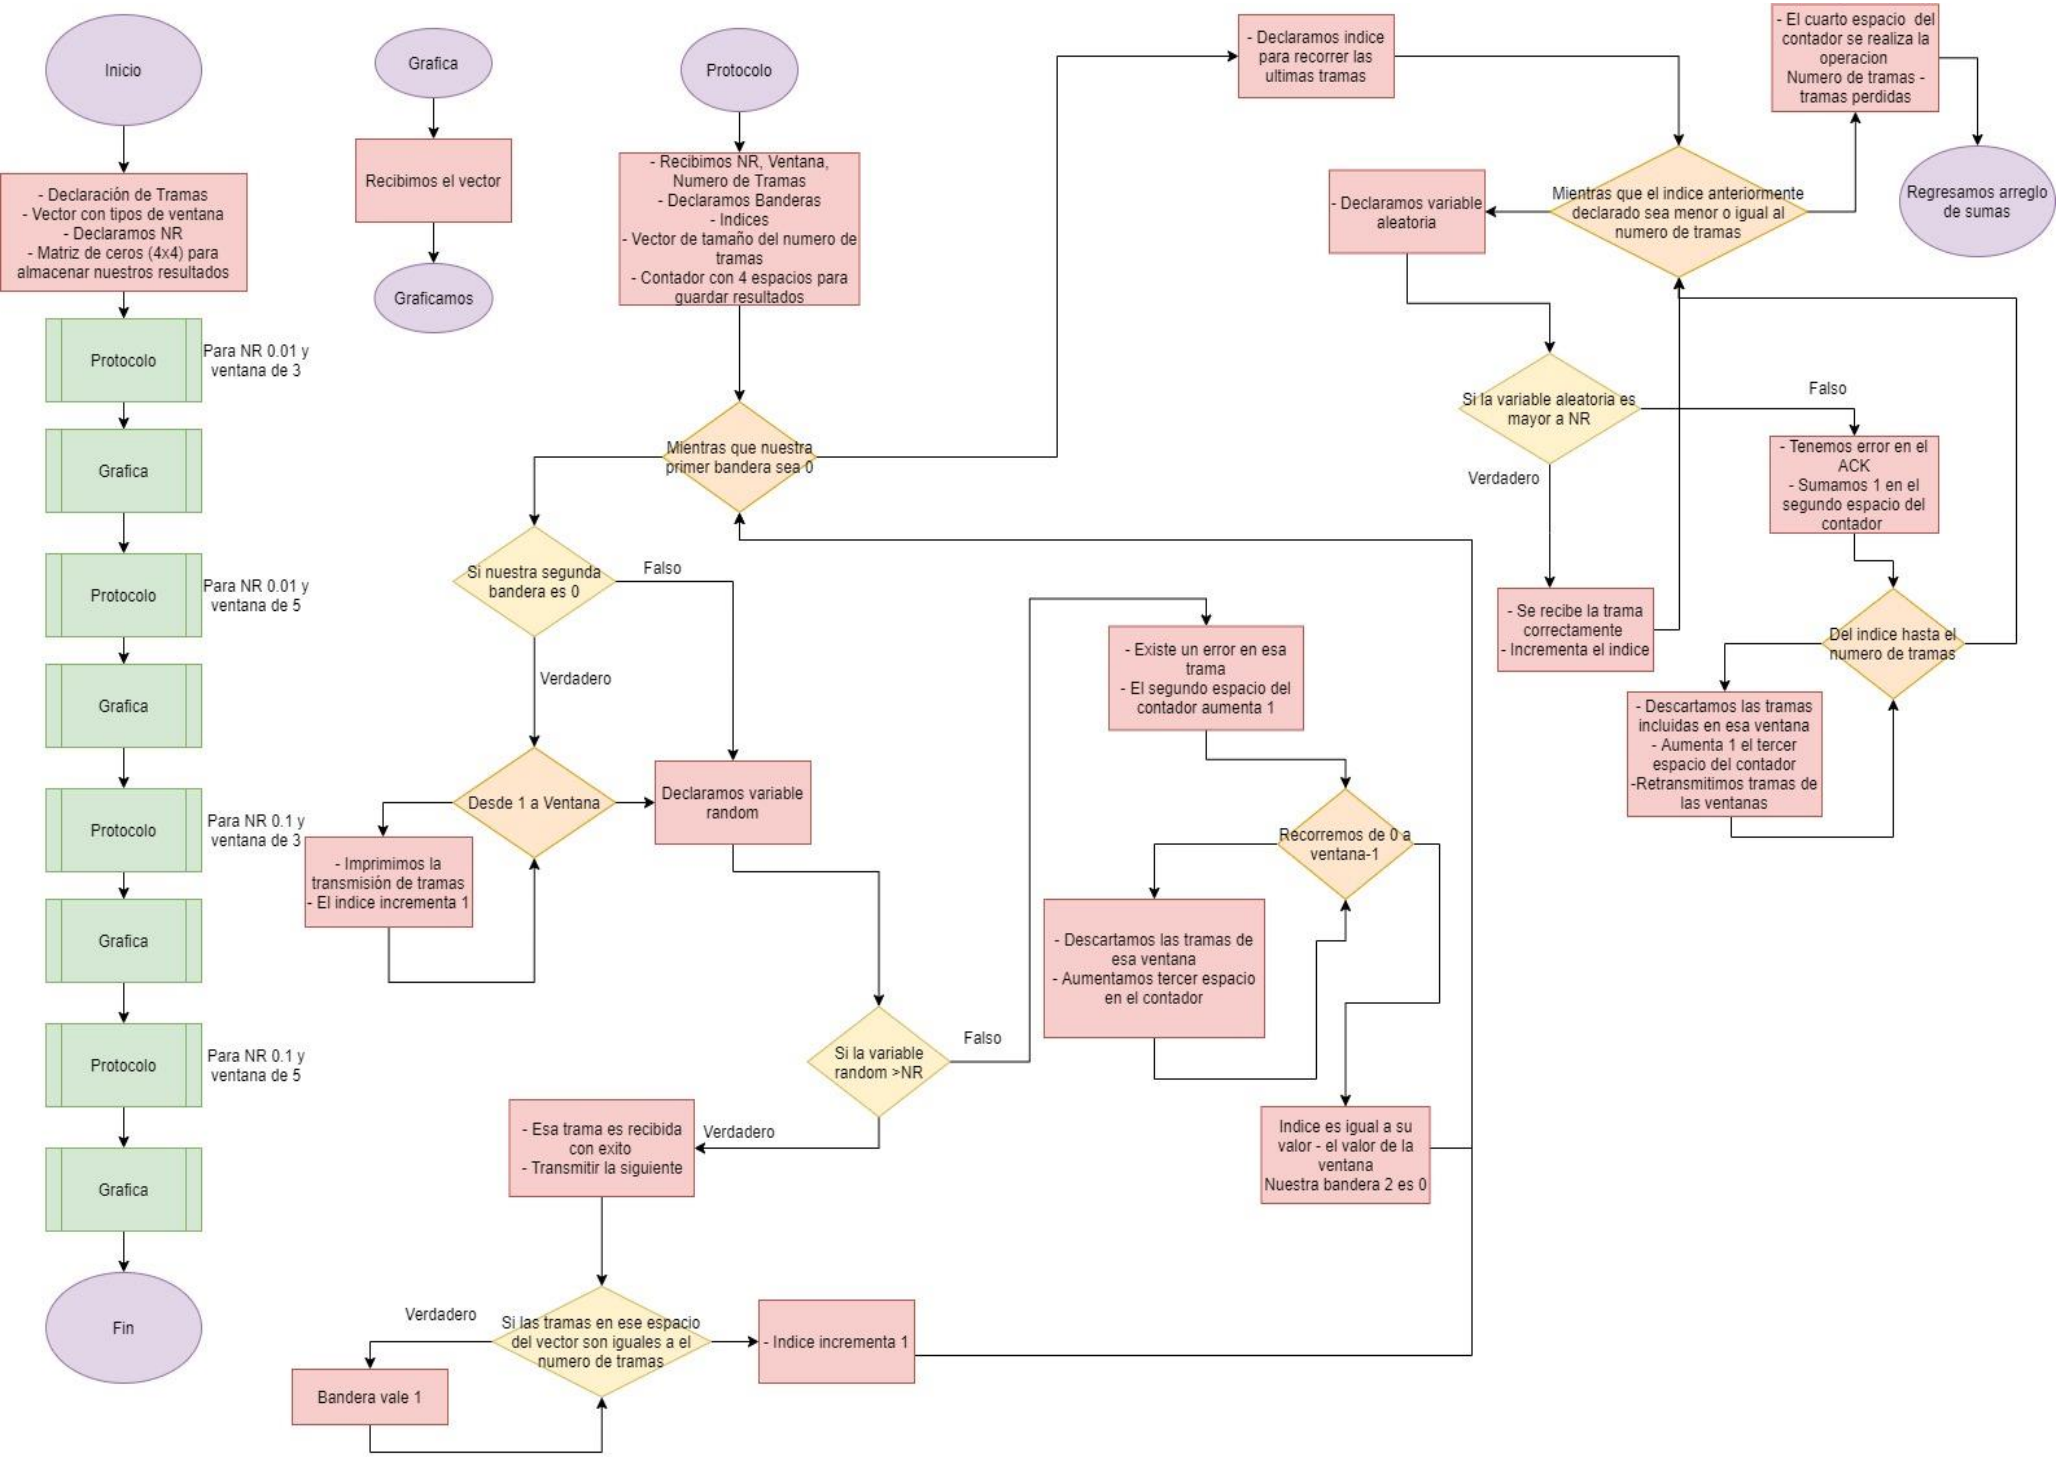 Inicio
- Declaración de Tramas
- Vector con tipos de ventana
- Declaramos NR
- Matriz de ceros (4x4) para
almacenar nuestros resultados
Protocolo
Para NR 0.01 y
ventana de 3
Grafica
Protocolo
Para NR 0.01 y
ventana de 5
Grafica
Protocolo
Para NR 0.1 y
ventana de 3
Grafica
Protocolo
Para NR 0.1 y
ventana de 5
Grafica
Fin
Grafica
Recibimos el vector
Graficamos
Protocolo
- Recibimos NR, Ventana,
Numero de Tramas
- Declaramos Banderas
- Indices
- Vector de tamaño del numero de
tramas
- Contador con 4 espacios para
guardar resultados
Mientras que nuestra
primer bandera sea 0
Si nuestra segunda
bandera es 0
Falso
Verdadero
Desde 1 a Ventana
- Imprimimos la
transmisión de tramas
- El indice incrementa 1
Declaramos variable
random
Si la variable
random >NR
Falso
Verdadero
- Esa trama es recibida
con exito
- Transmitir la siguiente
Si las tramas en ese espacio
del vector son iguales a el
numero de tramas
Verdadero
Bandera vale 1
- Indice incrementa 1
- Existe un error en esa
trama
- El segundo espacio del
contador aumenta 1
Recorremos de 0 a
ventana-1
- Descartamos las tramas de
esa ventana
- Aumentamos tercer espacio
en el contador
Indice es igual a su
valor - el valor de la
ventana
Nuestra bandera 2 es 0
- Declaramos indice
para recorrer las
ultimas tramas
Mientras que el indice anteriormente
declarado sea menor o igual al
numero de tramas
- El cuarto espacio del
contador se realiza la
operacion
Numero de tramas -
tramas perdidas
Regresamos arreglo
de sumas
- Declaramos variable
aleatoria
Si la variable aleatoria es
mayor a NR
Falso
Verdadero
- Se recibe la trama
correctamente
- Incrementa el indice
- Tenemos error en el
ACK
- Sumamos 1 en el
segundo espacio del
contador
Del indice hasta el
numero de tramas
- Descartamos las tramas
incluidas en esa ventana
- Aumenta 1 el tercer
espacio del contador
-Retransmitimos tramas de
las ventanas